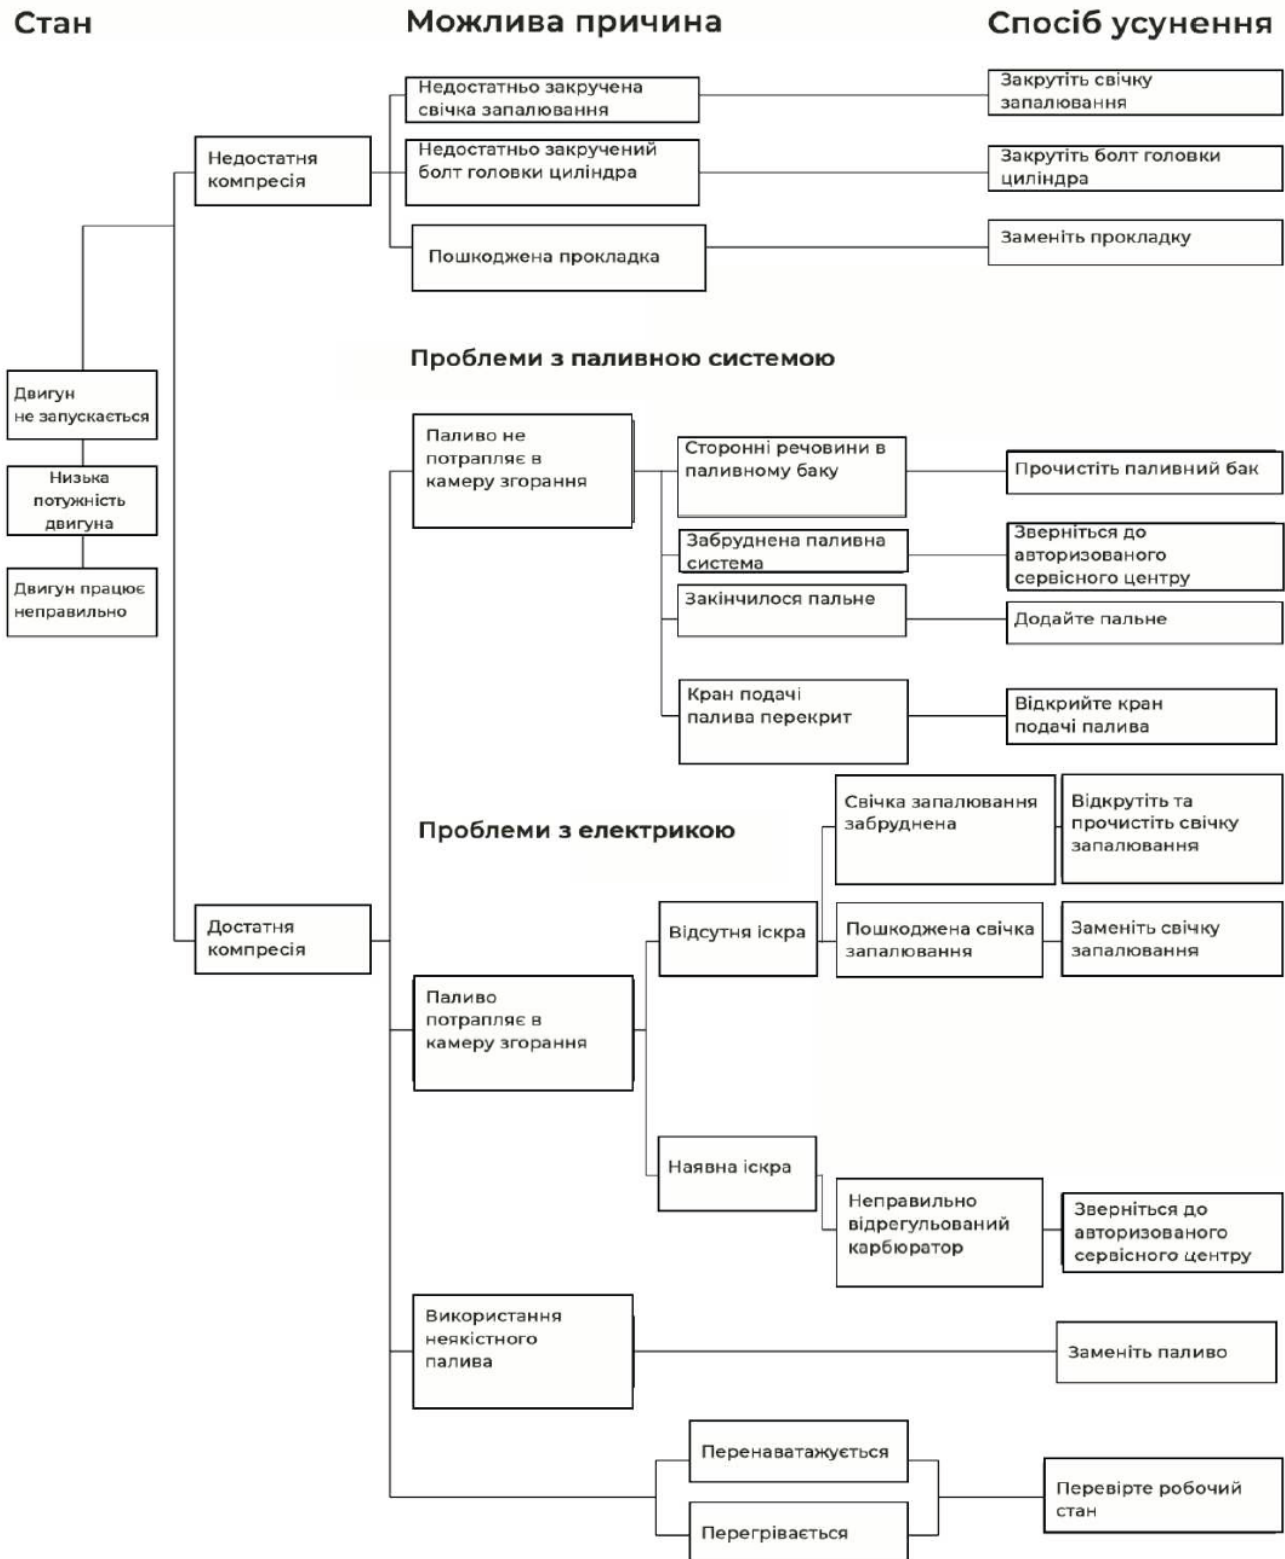 Стан
Можлива причина
Спосіб усунення
Недостатньо закручена
свічка запалювання
Закрутіть свічку
запалювання
Недостатня
компресія
Недостатньо закручений
болт головки циліндра
Закрутіть болт головки
циліндра
Пошкоджена прокладка
Заменіть прокладку
Проблеми з паливною системою
Двигун
не запускається
Низька
потужність
двигуна
Двигун працює
неправильно
Паливо не
потрапляє в
камеру згорання
Сторонні речовини в
паливному баку
Прочистіть паливний бак
Забруднена паливна
система
Зверніться до
авторизованого
сервісного центру
Закінчилося пальне
Додайте пальне
Кран подачі
палива перекрит
Відкрийте кран
подачі палива
Проблеми з електрикою
Свічка запалювання
забруднена
Відкрутіть та
прочистіть свічку
запалювання
Достатня
компресія
Відсутня іскра
Пошкоджена свічка
запалювання
Заменіть свічку
запалювання
Паливо
потрапляє в
камеру згорання
Наявна іскра
Неправильно
відрегульований
карбюратор
Зверніться до
авторизованого
сервісного центру
Використання
неякістного
палива
Заменіть паливо
Перенаватажується
Перегрівається
Перевірте робочий
стан